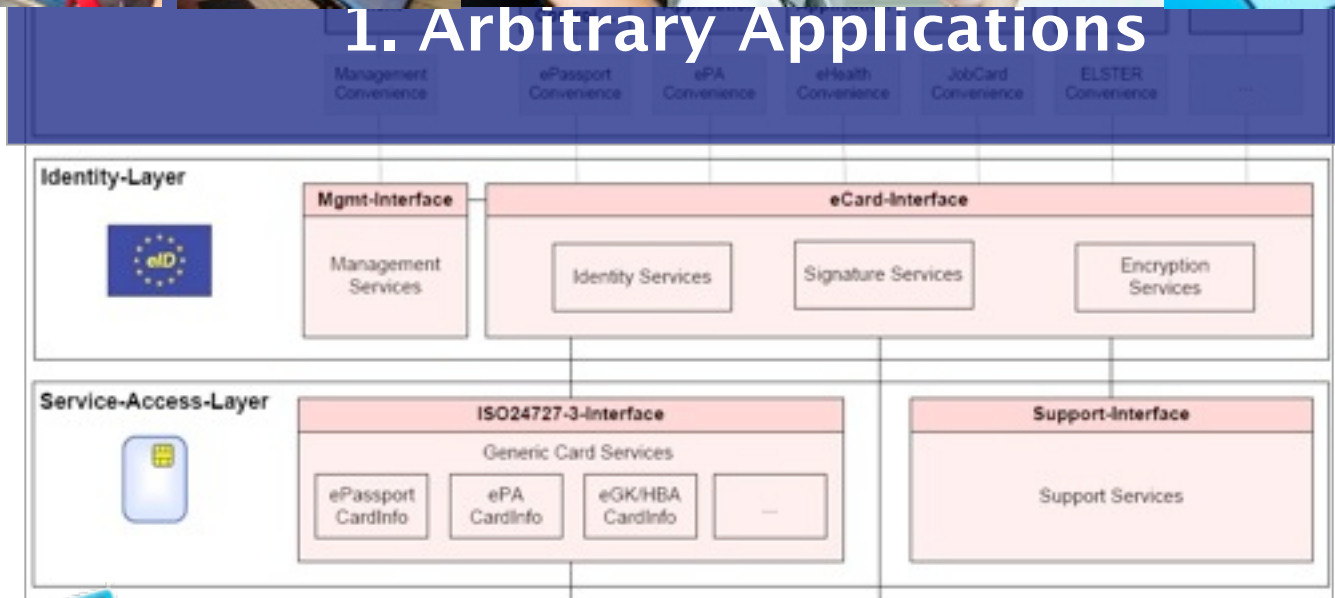 1. Arbitrary Applications
Management
Convenience
ePassport
Convenience
ePA
Convenience
eHealth
Convenience
JobCard
Convenience
ELSTER
Convenience
...
Identity-Layer
eID
Mgmt-Interface
Management
Services
eCard-Interface
Identity Services
Signature Services
Encryption
Services
Service-Access-Layer
ISO24727-3-Interface
Generic Card Services
ePassport
CardInfo
ePA
CardInfo
eGK/HBA
CardInfo
...
Support-Interface
Support Services